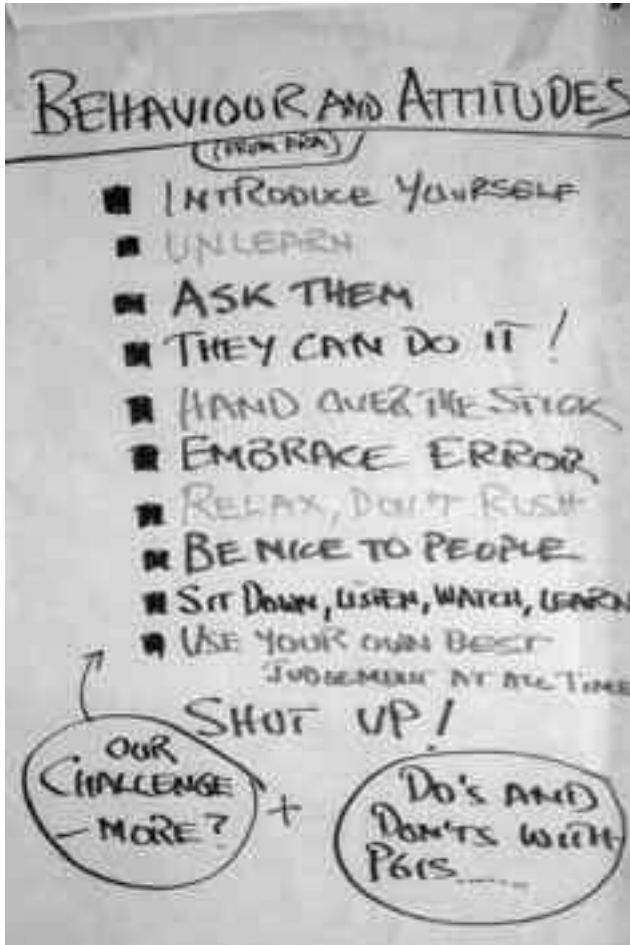 BEHAVIOUR AND ATTITUDES
(FROM PRA)
INTRODUCE YOURSELF
UNLEARN
ASK THEM
THEY CAN DO IT!
HAND OVER THE STICK
EMBRACE ERROR
RELAX, DON'T RUSH
BE NICE TO PEOPLE
SIT DOWN, LISTEN, WATCH, LEARN
USE YOUR OWN BEST
JUDGEMENT AT ALL TIME
SHUT UP!
OUR
CHALLENGE
– MORE?
+
DO'S AND
DON'TS WITH
PGIS.....